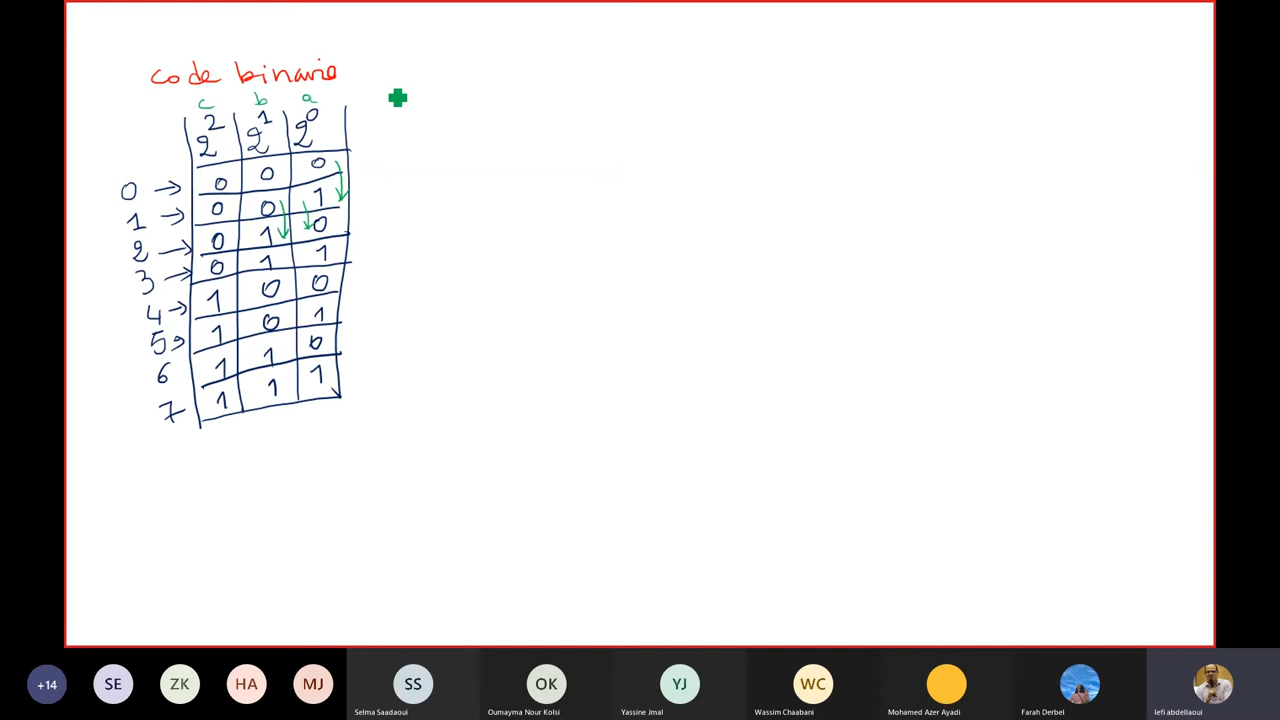 code binaire
c b a
2^2 2^1 2^0
0 → 0 0 0
1 → 0 0 1
2 → 0 1 0
3 → 0 1 1
4 → 1 0 0
5 → 1 0 1
6 1 1 0
7 1 1 1
+14 SE ZK HA MJ SS OK YJ WC
Selma Saadaoui Oumayma Nour Kolsi Yassine Jmal Wassim Chaabani Mohamed Azer Ayadi Farah Derbel lefi abdellaoui